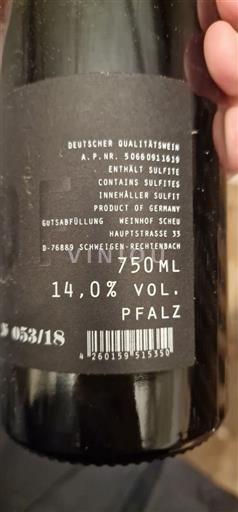 DEUTSCHER QUALITÄTSWEIN
A.P.NR. 50660911619
ENTHÄLT SULFITE
CONTAINS SULFITES
INNEHÅLLER SULFIT
PRODUCT OF GERMANY
GUTSABFÜLLUNG WEINHOF SCHEU
HAUPTSTRASSE 33
D-76889 SCHWEIGEN-RECHTENBACH
VINIOU
750ML
14,0% VOL.
PFALZ
053/18
4 260159 515350